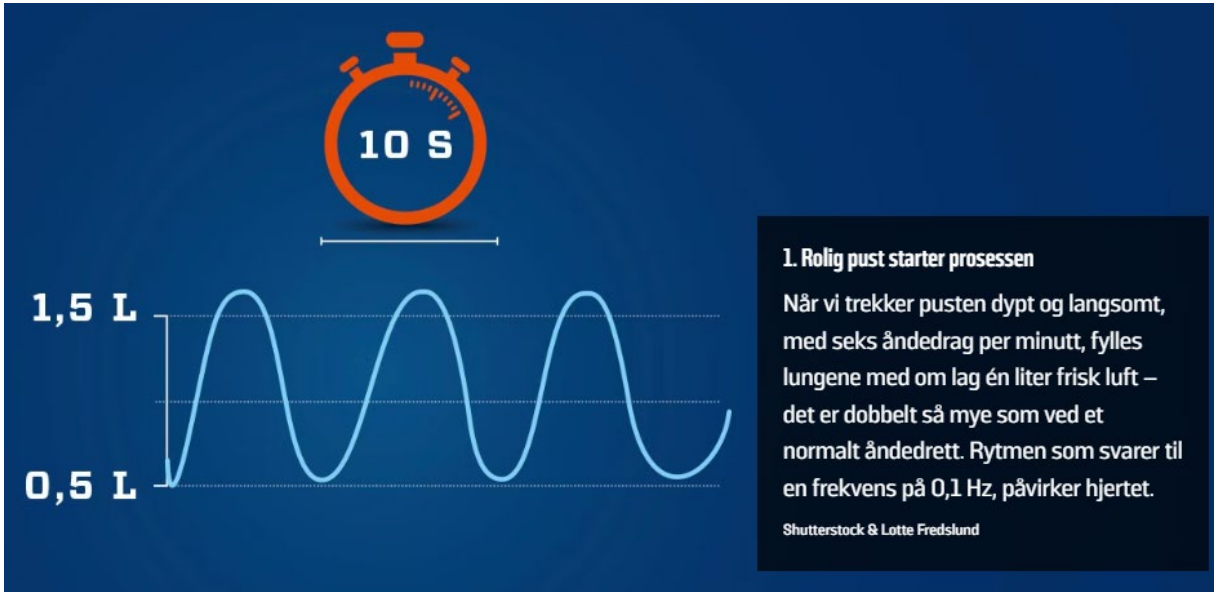 10 S
1,5 L
0,5 L
1. Rolig pust starter prosessen
Når vi trekker pusten dypt og langsomt,
med seks åndedrag per minutt, fylles
lungene med om lag én liter frisk luft –
det er dobbelt så mye som ved et
normalt åndedrett. Rytmen som svarer til
en frekvens på 0,1 Hz, påvirker hjertet.
Shutterstock & Lotte Fredslund